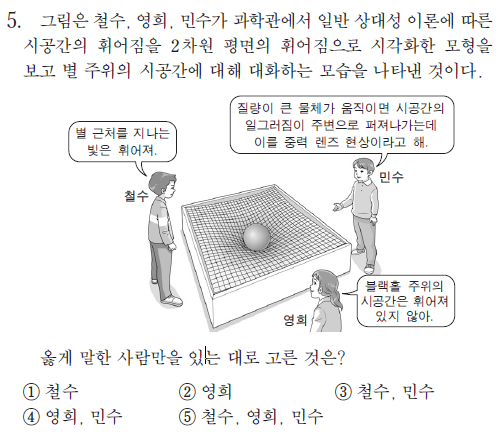 5. 그림은 철수, 영희, 민수가 과학관에서 일반 상대성 이론에 따른
시공간의 휘어짐을 2차원 평면의 휘어짐으로 시각화한 모형을
보고 별 주위의 시공간에 대해 대화하는 모습을 나타낸 것이다.
질량이 큰 물체가 움직이면 시공간의
일그러짐이 주변으로 퍼져나가는데
이를 중력 렌즈 현상이라고 해.
별 근처를 지나는
빛은 휘어져.
철수
민수
블랙홀 주위의
시공간은 휘어져
있지 않아.
영희
옳게 말한 사람만을 있는 대로 고른 것은?
① 철수 ② 영희 ③ 철수, 민수
④ 영희, 민수 ⑤ 철수, 영희, 민수